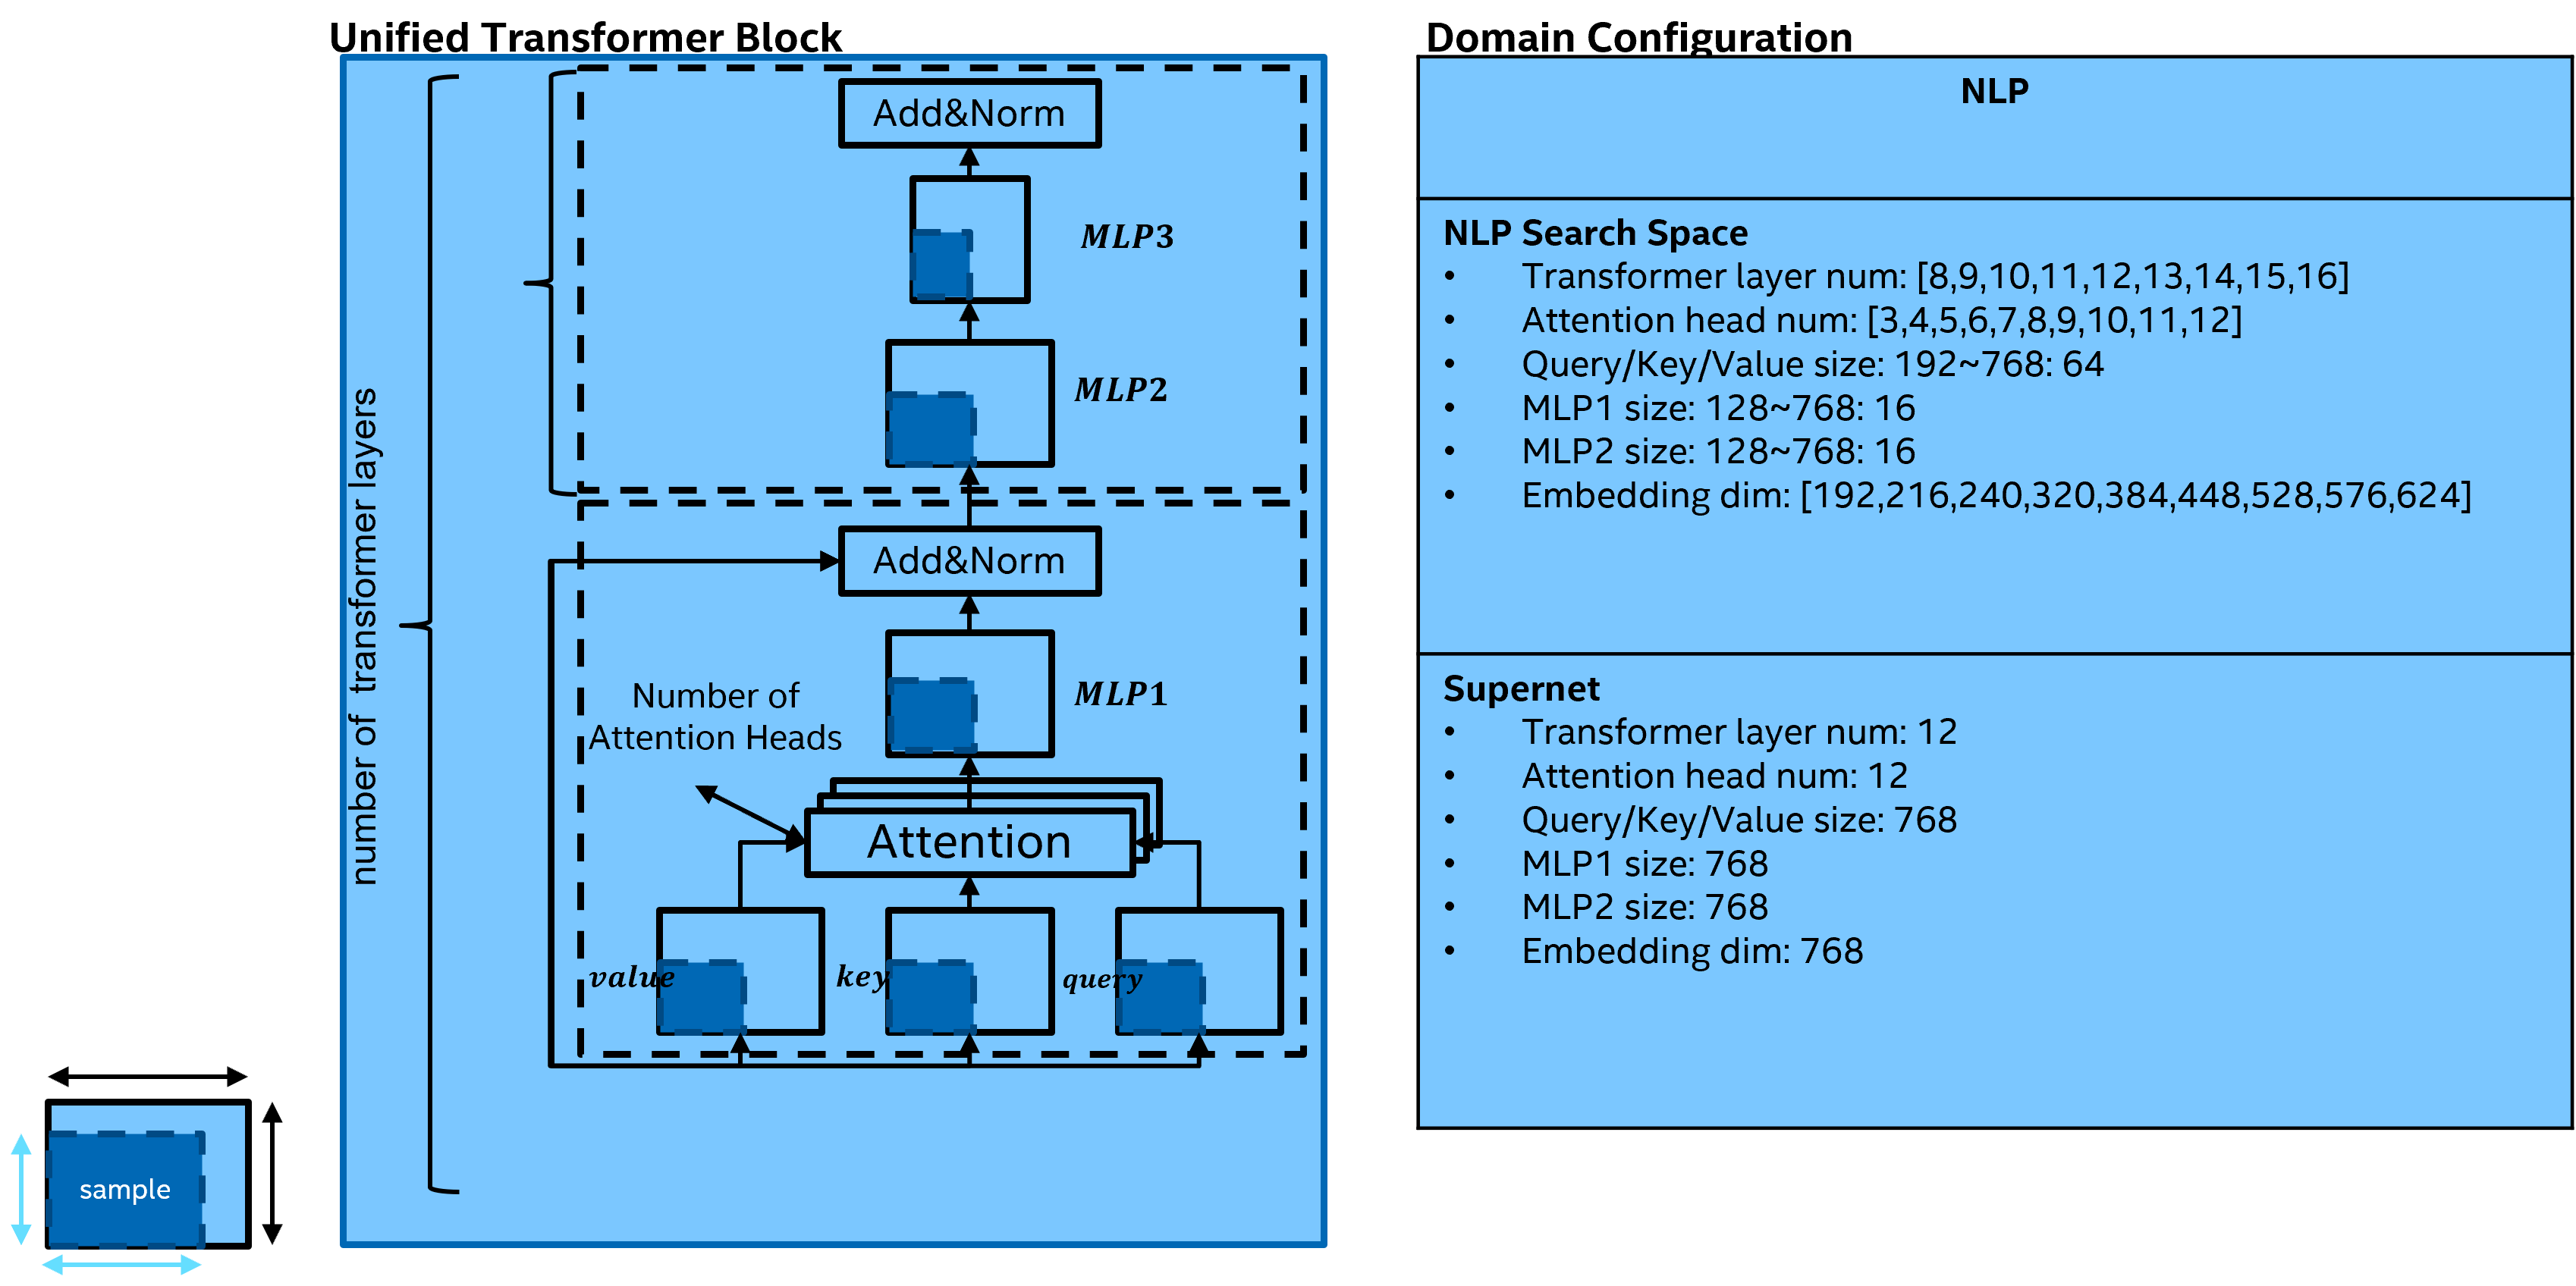 Unified Transformer Block
number of transformer layers
Add&Norm
MLP3
MLP2
Add&Norm
MLP1
Number of
Attention Heads
Attention
value
key
query
sample
Domain Configuration
NLP
NLP Search Space
• Transformer layer num: [8,9,10,11,12,13,14,15,16]
• Attention head num: [3,4,5,6,7,8,9,10,11,12]
• Query/Key/Value size: 192~768: 64
• MLP1 size: 128~768: 16
• MLP2 size: 128~768: 16
• Embedding dim: [192,216,240,320,384,448,528,576,624]
Supernet
• Transformer layer num: 12
• Attention head num: 12
• Query/Key/Value size: 768
• MLP1 size: 768
• MLP2 size: 768
• Embedding dim: 768